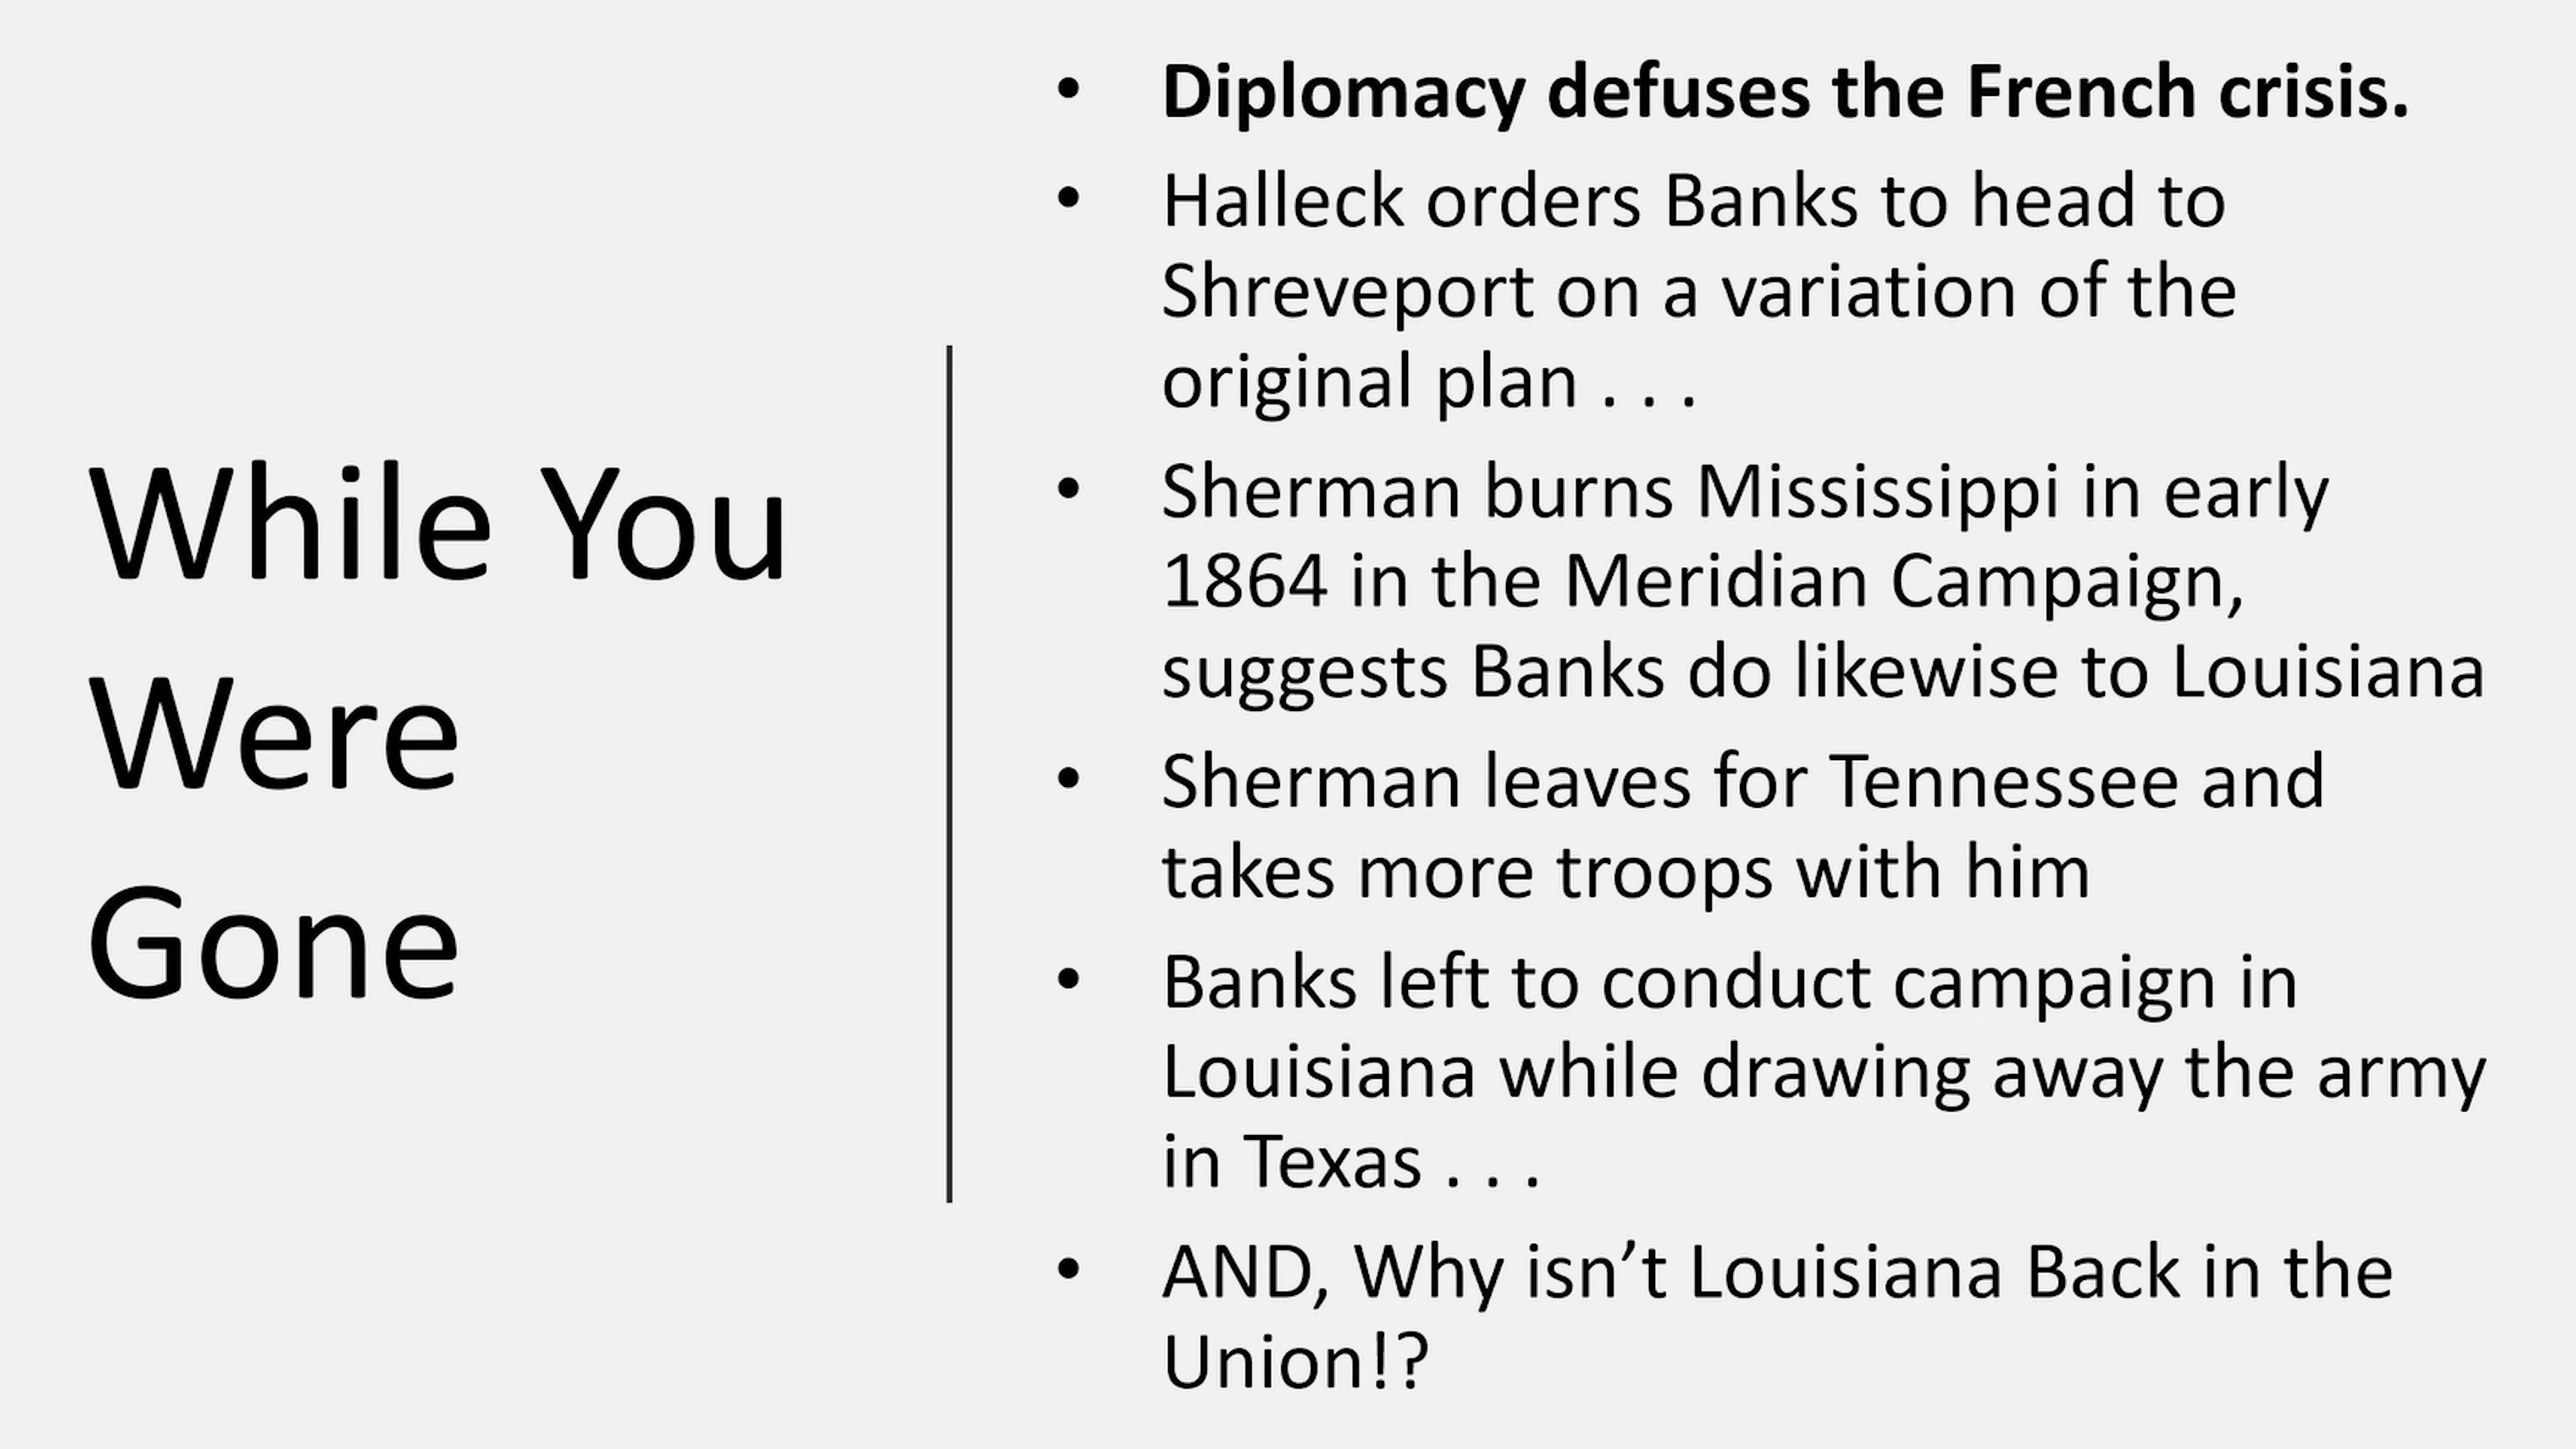 While You
Were
Gone
• Diplomacy defuses the French crisis.
• Halleck orders Banks to head to
Shreveport on a variation of the
original plan . . .
• Sherman burns Mississippi in early
1864 in the Meridian Campaign,
suggests Banks do likewise to Louisiana
• Sherman leaves for Tennessee and
takes more troops with him
• Banks left to conduct campaign in
Louisiana while drawing away the army
in Texas . . .
• AND, Why isn’t Louisiana Back in the
Union!?